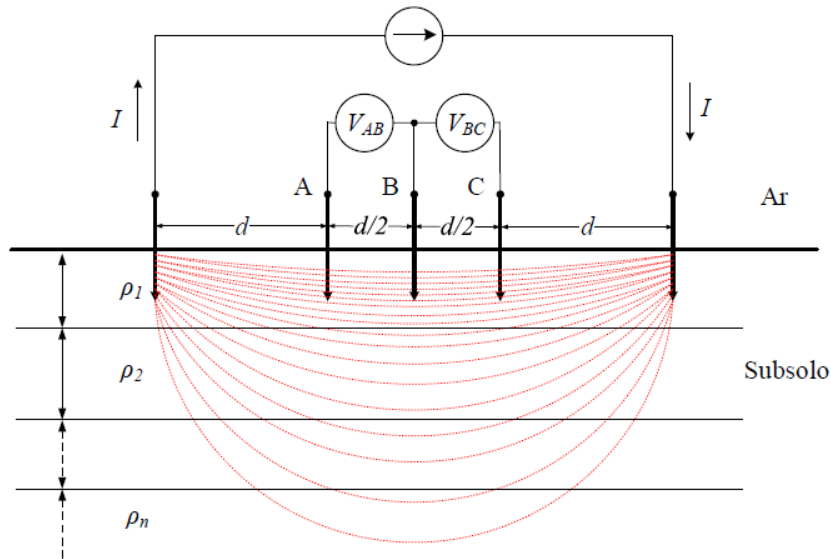 I
V_AB
V_BC
I
A
B
C
Ar
d
d/2
d/2
d
ρ1
ρ2
Subsolo
ρn